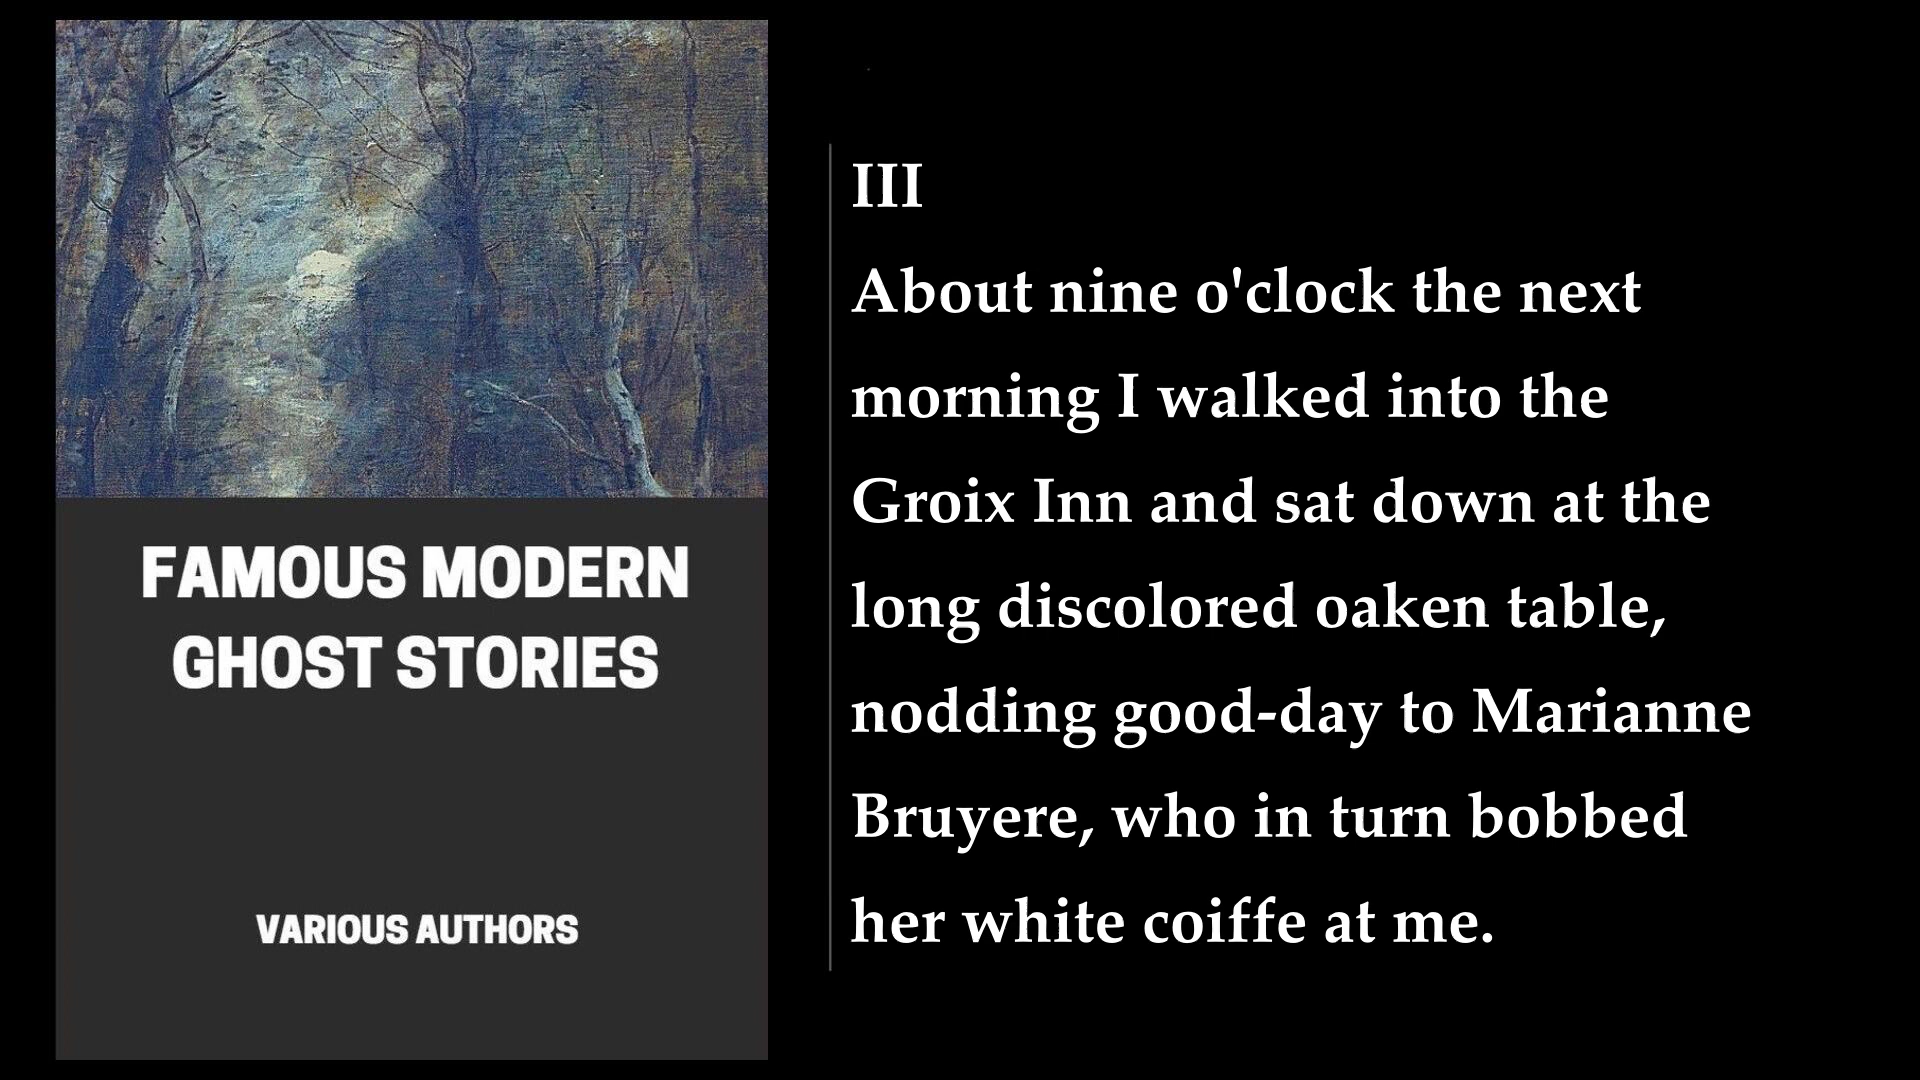 FAMOUS MODERN
GHOST STORIES
VARIOUS AUTHORS
III
About nine o'clock the next
morning I walked into the
Groix Inn and sat down at the
long discolored oaken table,
nodding good-day to Marianne
Bruyere, who in turn bobbed
her white coiffe at me.